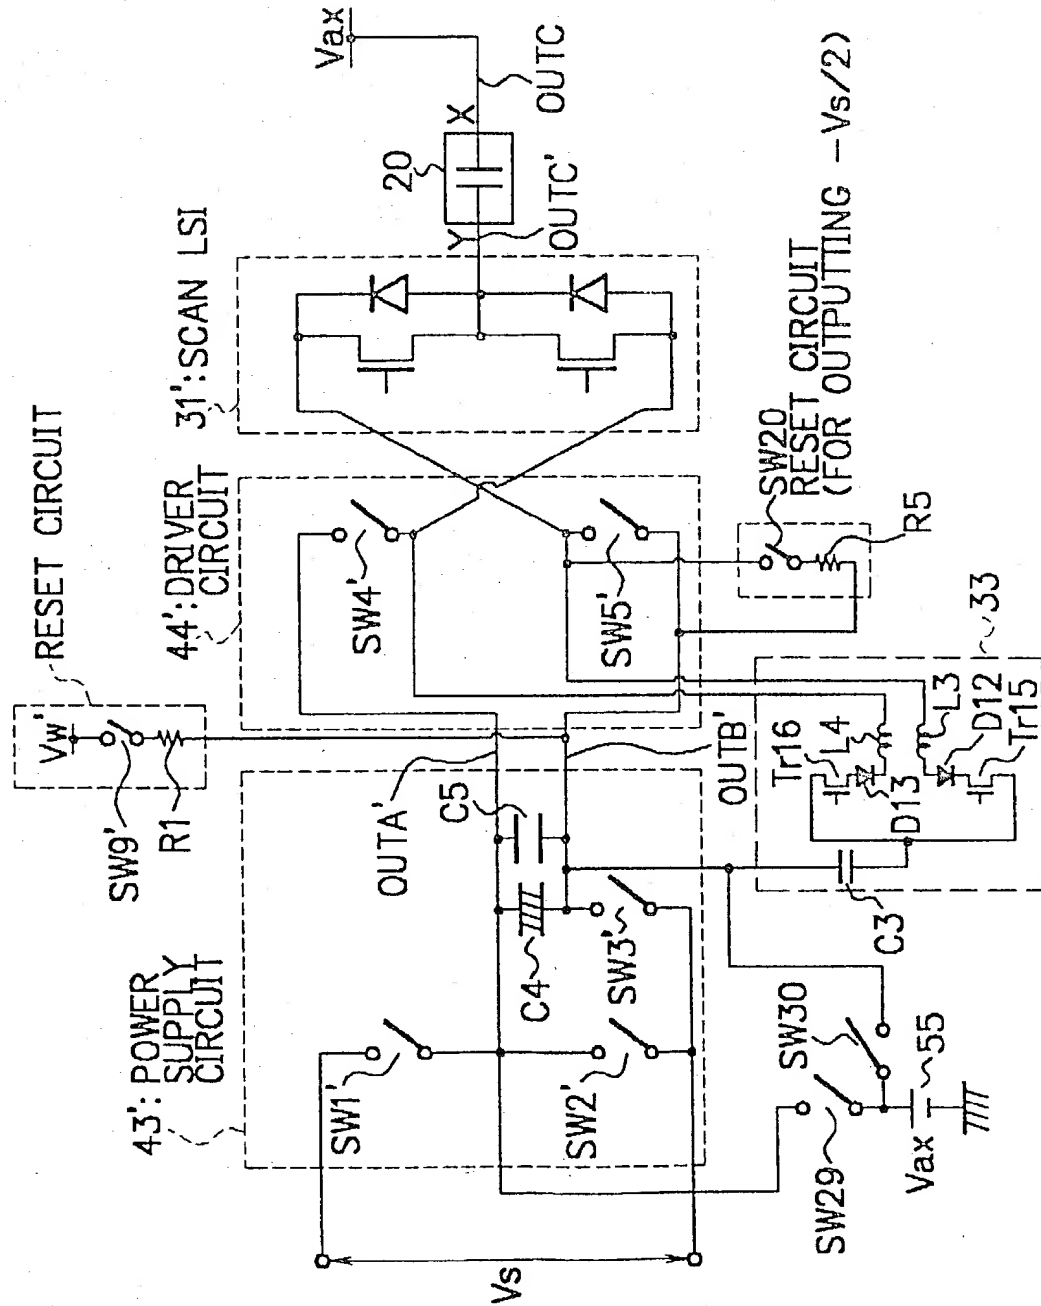 RESET CIRCUIT
Vw'
SW9'
R1
43': POWER
SUPPLY
CIRCUIT
44': DRIVER
CIRCUIT
31': SCAN LSI
SW1'
SW2'
SW3'
C4
C5
OUTA'
OUTB'
SW4'
SW5'
Vs
20
Y
X
OUTC'
OUTC
Vax
SW20
RESET CIRCUIT
(FOR OUTPUTTING -Vs/2)
R5
33
Tr16
L4
D13
L3
D12
Tr15
C3
SW29
SW30
Vax
55